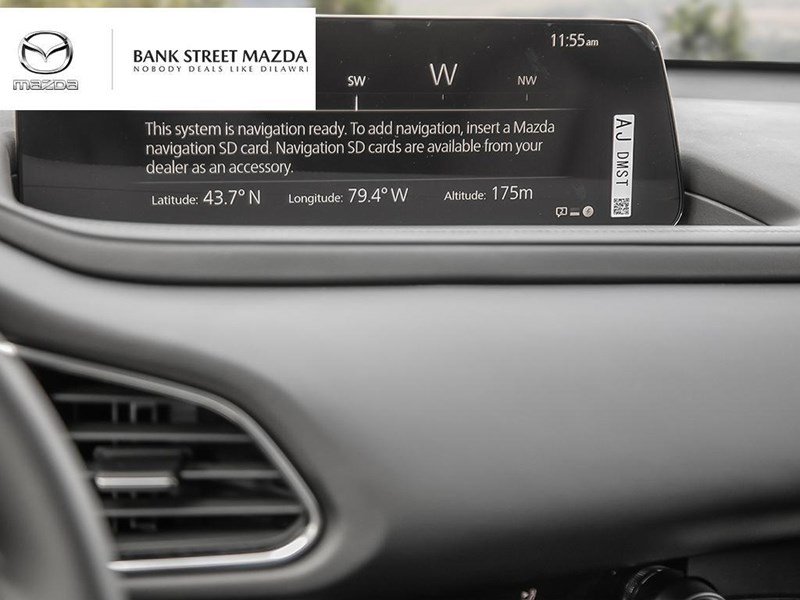 mazda
BANK STREET MAZDA
NOBODY DEALS LIKE DILAWRI
11:55am
SW W NW
This system is navigation ready. To add navigation, insert a Mazda
navigation SD card. Navigation SD cards are available from your
dealer as an accessory.
Latitude: 43.7° N Longitude: 79.4° W Altitude: 175m
AJ DMST